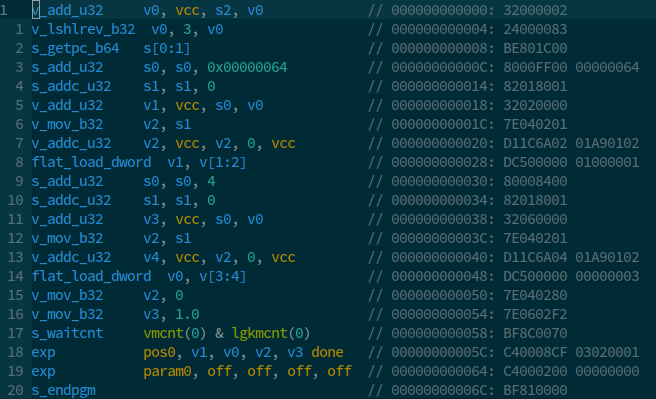 1 v_add_u32 v0, vcc, s2, v0 // 000000000000: 32000002
1 v_lshlrev_b32 v0, 3, v0 // 000000000004: 24000083
2 s_getpc_b64 s[0:1] // 000000000008: BE801C00
3 s_add_u32 s0, s0, 0x00000064 // 00000000000C: 8000FF00 00000064
4 s_addc_u32 s1, s1, 0 // 000000000014: 82018001
5 v_add_u32 v1, vcc, s0, v0 // 000000000018: 32020000
6 v_mov_b32 v2, s1 // 00000000001C: 7E040201
7 v_addc_u32 v2, vcc, v2, 0, vcc // 000000000020: D11C6A02 01A90102
8 flat_load_dword v1, v[1:2] // 000000000028: DC500000 01000001
9 s_add_u32 s0, s0, 4 // 000000000030: 80008400
10 s_addc_u32 s1, s1, 0 // 000000000034: 82018001
11 v_add_u32 v3, vcc, s0, v0 // 000000000038: 32060000
12 v_mov_b32 v2, s1 // 00000000003C: 7E040201
13 v_addc_u32 v4, vcc, v2, 0, vcc // 000000000040: D11C6A04 01A90102
14 flat_load_dword v0, v[3:4] // 000000000048: DC500000 00000003
15 v_mov_b32 v2, 0 // 000000000050: 7E040280
16 v_mov_b32 v3, 1.0 // 000000000054: 7E0602F2
17 s_waitcnt vmcnt(0) & lgkmcnt(0) // 000000000058: BF8C0070
18 exp pos0, v1, v0, v2, v3 done // 00000000005C: C40008CF 03020001
19 exp param0, off, off, off, off // 000000000064: C4000200 00000000
20 s_endpgm // 00000000006C: BF810000